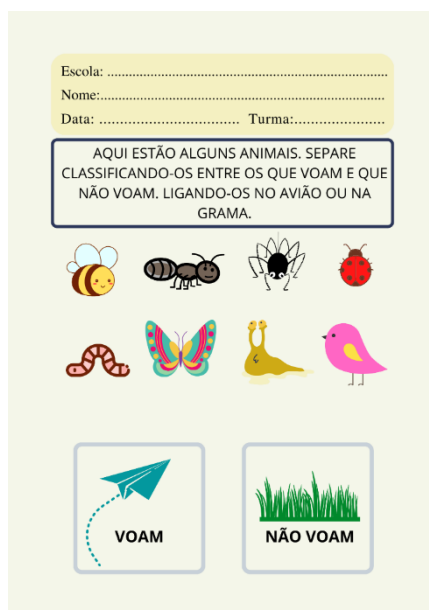 Escola: ......................................................................................
Nome:.......................................................................................
Data: ................................ Turma:.....................
AQUI ESTÃO ALGUNS ANIMAIS. SEPARE
CLASSIFICANDO-OS ENTRE OS QUE VOAM E QUE
NÃO VOAM. LIGANDO-OS NO AVIÃO OU NA
GRAMA.
VOAM
NÃO VOAM